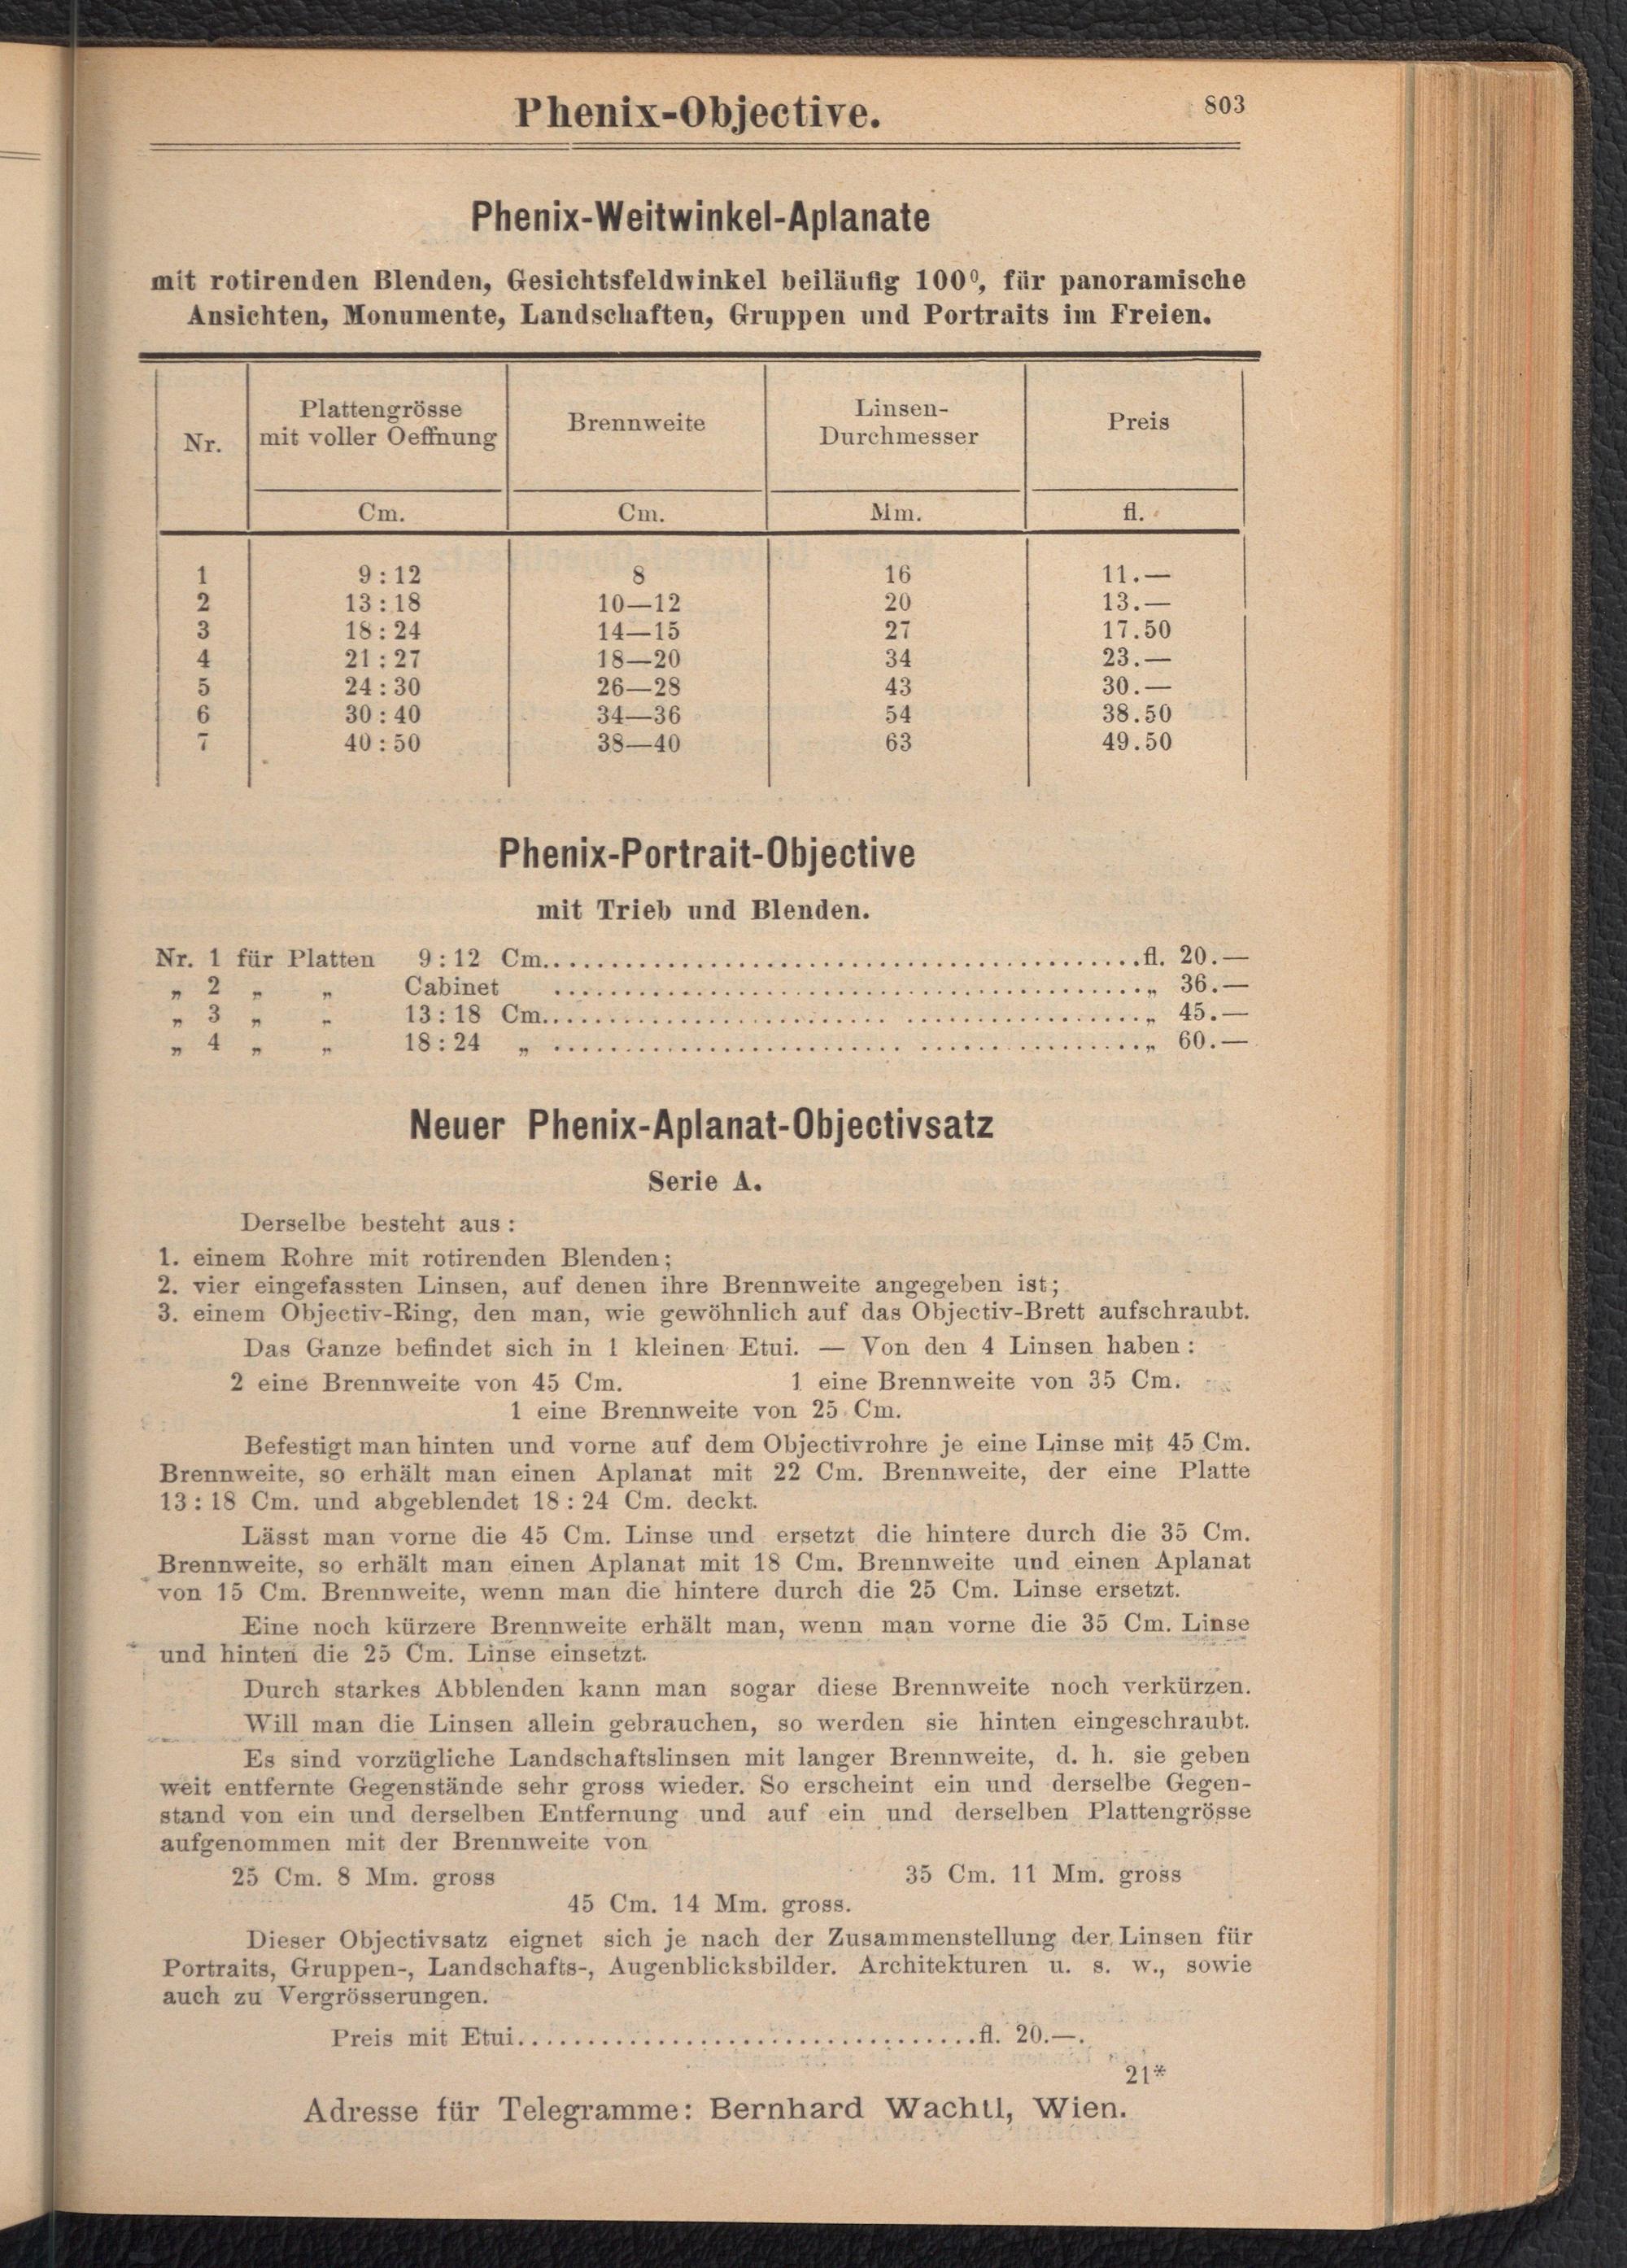 Phenix-Objective.
803
Phenix-Weitwinkel-Aplanate
mit rotirenden Blenden, Gesichtsfeldwinkel beiläufig 100⁰, für panoramische
Ansichten, Monumente, Landschaften, Gruppen und Portraits im Freien.
Nr. Plattengrösse mit voller Oeffnung Brennweite Linsen-Durchmesser Preis
Cm. Cm. Mm. fl.
1 9:12 8 16 11.—
2 13:18 10—12 20 13.—
3 18:24 14—15 27 17.50
4 21:27 18—20 34 23.—
5 24:30 26—28 43 30.—
6 30:40 34—36 54 38.50
7 40:50 38—40 63 49.50
Phenix-Portrait-Objective
mit Trieb und Blenden.
Nr. 1 für Platten 9:12 Cm. fl. 20.—
„ 2 „ „ Cabinet „ 36.—
„ 3 „ „ 13:18 Cm. „ 45.—
„ 4 „ „ 18:24 „ „ 60.—
Neuer Phenix-Aplanat-Objectivsatz
Serie A.
Derselbe besteht aus:
1. einem Rohre mit rotirenden Blenden;
2. vier eingefassten Linsen, auf denen ihre Brennweite angegeben ist;
3. einem Objectiv-Ring, den man, wie gewöhnlich auf das Objectiv-Brett aufschraubt.
Das Ganze befindet sich in 1 kleinen Etui. — Von den 4 Linsen haben:
2 eine Brennweite von 45 Cm. 1 eine Brennweite von 35 Cm.
1 eine Brennweite von 25 Cm.
Befestigt man hinten und vorne auf dem Objectivrohre je eine Linse mit 45 Cm.
Brennweite, so erhält man einen Aplanat mit 22 Cm. Brennweite, der eine Platte
13:18 Cm. und abgeblendet 18:24 Cm. deckt.
Lässt man vorne die 45 Cm. Linse und ersetzt die hintere durch die 35 Cm.
Brennweite, so erhält man einen Aplanat mit 18 Cm. Brennweite und einen Aplanat
von 15 Cm. Brennweite, wenn man die hintere durch die 25 Cm. Linse ersetzt.
Eine noch kürzere Brennweite erhält man, wenn man vorne die 35 Cm. Linse
und hinten die 25 Cm. Linse einsetzt.
Durch starkes Abblenden kann man sogar diese Brennweite noch verkürzen.
Will man die Linsen allein gebrauchen, so werden sie hinten eingeschraubt.
Es sind vorzügliche Landschaftslinsen mit langer Brennweite, d. h. sie geben
weit entfernte Gegenstände sehr gross wieder. So erscheint ein und derselbe Gegen-
stand von ein und derselben Entfernung und auf ein und derselben Plattengrösse
aufgenommen mit der Brennweite von
25 Cm. 8 Mm. gross 35 Cm. 11 Mm. gross
45 Cm. 14 Mm. gross.
Dieser Objectivsatz eignet sich je nach der Zusammenstellung der Linsen für
Portraits, Gruppen-, Landschafts-, Augenblicksbilder. Architekturen u. s. w., sowie
auch zu Vergrösserungen.
Preis mit Etui. fl. 20.—.
21*
Adresse für Telegramme: Bernhard Wachtl, Wien.